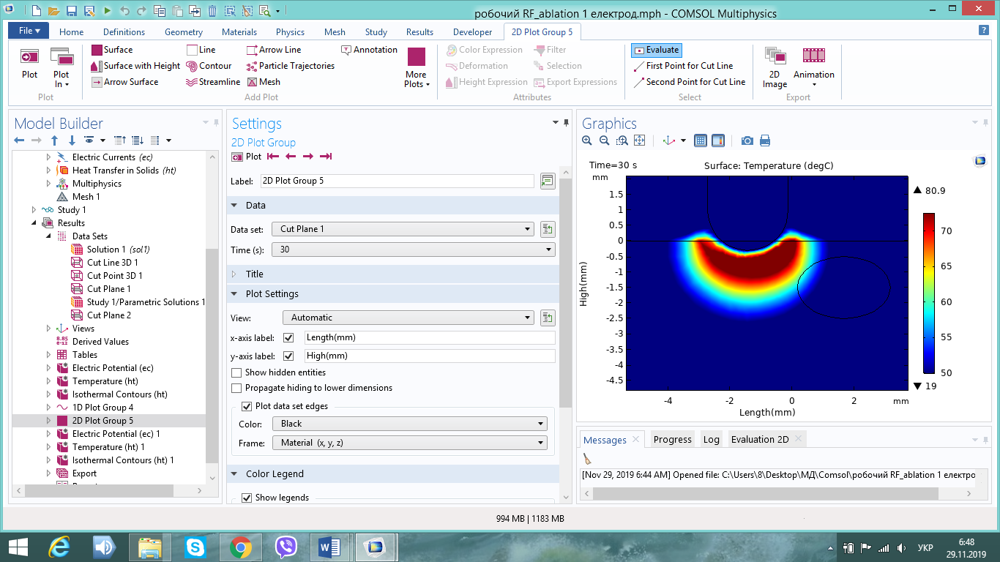 робочий RF_ablation 1 електрод.mph - COMSOL Multiphysics
File Home Definitions Geometry Materials Physics Mesh Study Results Developer 2D Plot Group 5
Plot
Plot In
Plot
Surface
Surface with Height
Arrow Surface
Line
Contour
Streamline
Arrow Line
Particle Trajectories
Mesh
Annotation
More Plots
Add Plot
Color Expression
Deformation
Height Expression
Filter
Selection
Export Expressions
Attributes
Evaluate
First Point for Cut Line
Second Point for Cut Line
Select
2D Image
Animation
Export
Model Builder
Electric Currents (ec)
Heat Transfer in Solids (ht)
Multiphysics
Mesh 1
Study 1
Results
Data Sets
Solution 1 (sol1)
Cut Line 3D 1
Cut Point 3D 1
Cut Plane 1
Study 1/Parametric Solutions 1
Cut Plane 2
Views
8.85
e-12
Derived Values
Tables
Electric Potential (ec)
Temperature (ht)
Isothermal Contours (ht)
1D Plot Group 4
2D Plot Group 5
Electric Potential (ec) 1
Temperature (ht) 1
Isothermal Contours (ht) 1
Export
Settings
2D Plot Group
Plot
Label: 2D Plot Group 5
Data
Data set: Cut Plane 1
Time (s): 30
Title
Plot Settings
View: Automatic
x-axis label: Length(mm)
y-axis label: High(mm)
Show hidden entities
Propagate hiding to lower dimensions
Plot data set edges
Color: Black
Frame: Material (x, y, z)
Color Legend
Show legends
Graphics
Time=30 s Surface: Temperature (degC)
mm
1.5
1
0.5
0
-0.5
-1
-1.5
-2
-2.5
-3
-3.5
-4
-4.5
High(mm)
-4 -2 0 2 mm
Length(mm)
80.9
70
65
60
55
50
19
Messages Progress Log Evaluation 2D
[Nov 29, 2019 6:44 AM] Opened file: C:\Users\8\Desktop\МД\Comsol\робочий RF_ablation 1 електро
994 MB | 1183 MB
УКР
6:48
29.11.2019